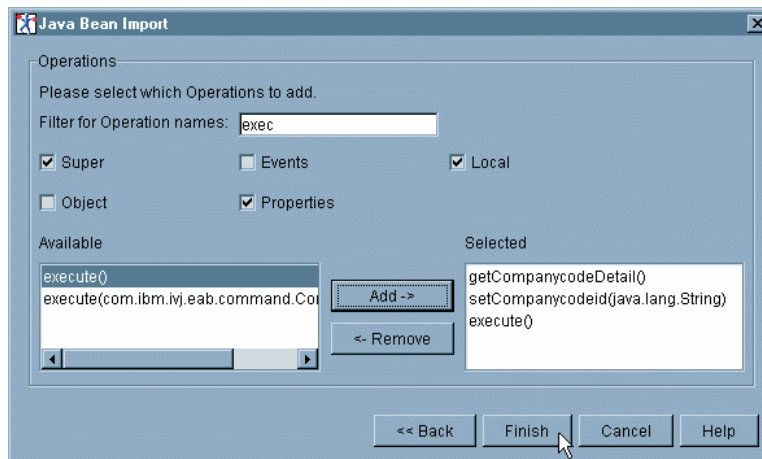 Java Bean Import
Operations
Please select which Operations to add.
Filter for Operation names: exec
Super Events Local
Object Properties
Available Selected
execute()
execute(com.ibm.ivj.eab.command.Co
getCompanycodeDetail()
setCompanycodeid(java.lang.String)
execute()
Add ->
<- Remove
<< Back Finish Cancel Help